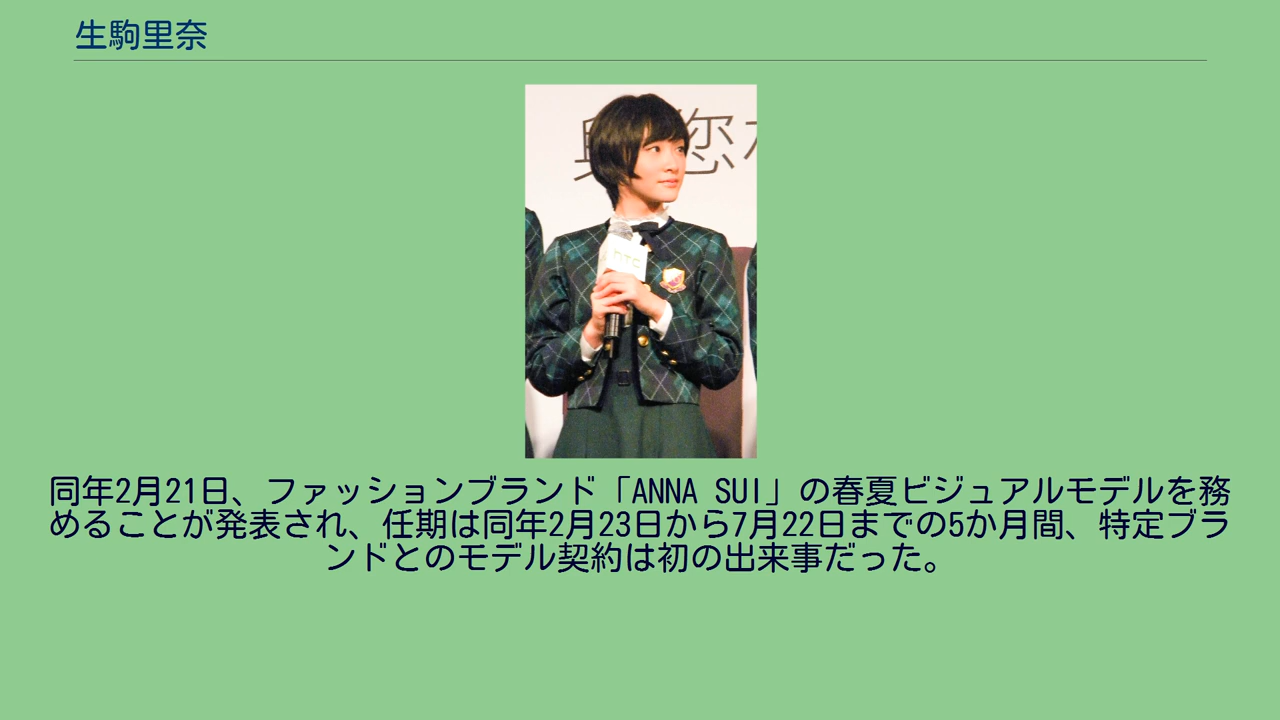 生駒里奈
與您
hTC
同年2月21日、ファッションブランド「ANNA SUI」の春夏ビジュアルモデルを務
めることが発表され、任期は同年2月23日から7月22日までの5か月間、特定ブラ
ンドとのモデル契約は初の出来事だった。